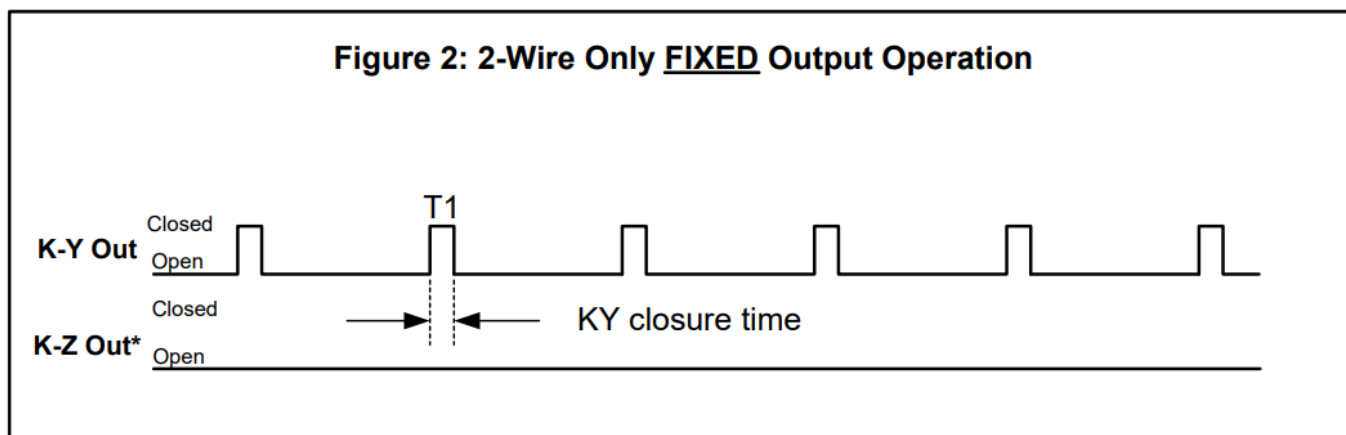 Figure 2: 2-Wire Only FIXED Output Operation
T1
Closed
K-Y Out
Open
Closed
KY closure time
K-Z Out*
Open